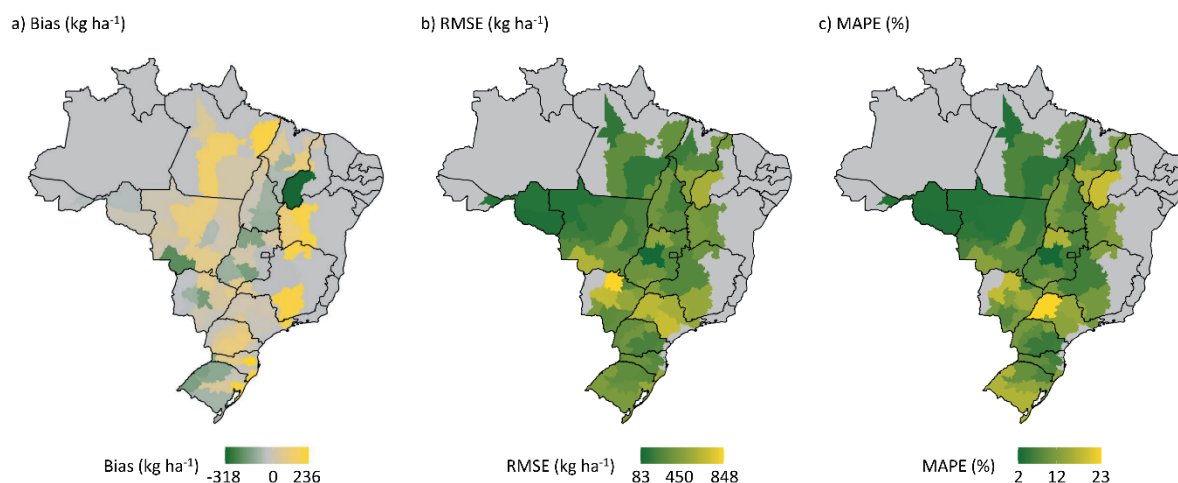 a) Bias (kg ha⁻¹)
b) RMSE (kg ha⁻¹)
c) MAPE (%)
Bias (kg ha⁻¹)
-318 0 236
RMSE (kg ha⁻¹)
83 450 848
MAPE (%)
2 12 23